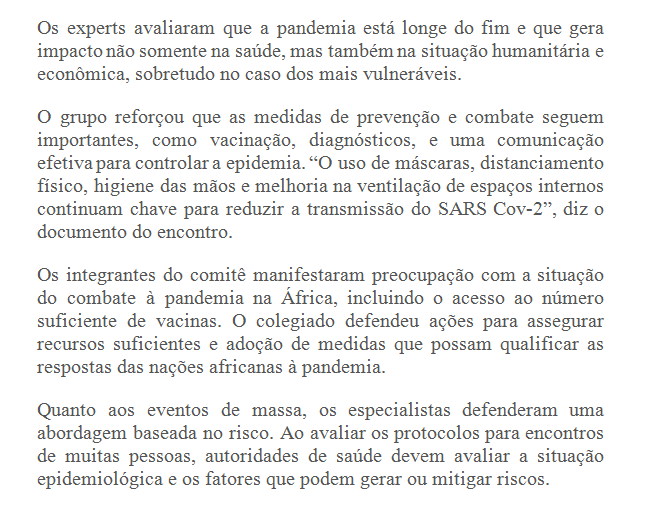 Os experts avaliaram que a pandemia está longe do fim e que gera
impacto não somente na saúde, mas também na situação humanitária e
econômica, sobretudo no caso dos mais vulneráveis.
O grupo reforçou que as medidas de prevenção e combate seguem
importantes, como vacinação, diagnósticos, e uma comunicação
efetiva para controlar a epidemia. “O uso de máscaras, distanciamento
físico, higiene das mãos e melhoria na ventilação de espaços internos
continuam chave para reduzir a transmissão do SARS Cov-2”, diz o
documento do encontro.
Os integrantes do comitê manifestaram preocupação com a situação
do combate à pandemia na África, incluindo o acesso ao número
suficiente de vacinas. O colegiado defendeu ações para assegurar
recursos suficientes e adoção de medidas que possam qualificar as
respostas das nações africanas à pandemia.
Quanto aos eventos de massa, os especialistas defenderam uma
abordagem baseada no risco. Ao avaliar os protocolos para encontros
de muitas pessoas, autoridades de saúde devem avaliar a situação
epidemiológica e os fatores que podem gerar ou mitigar riscos.